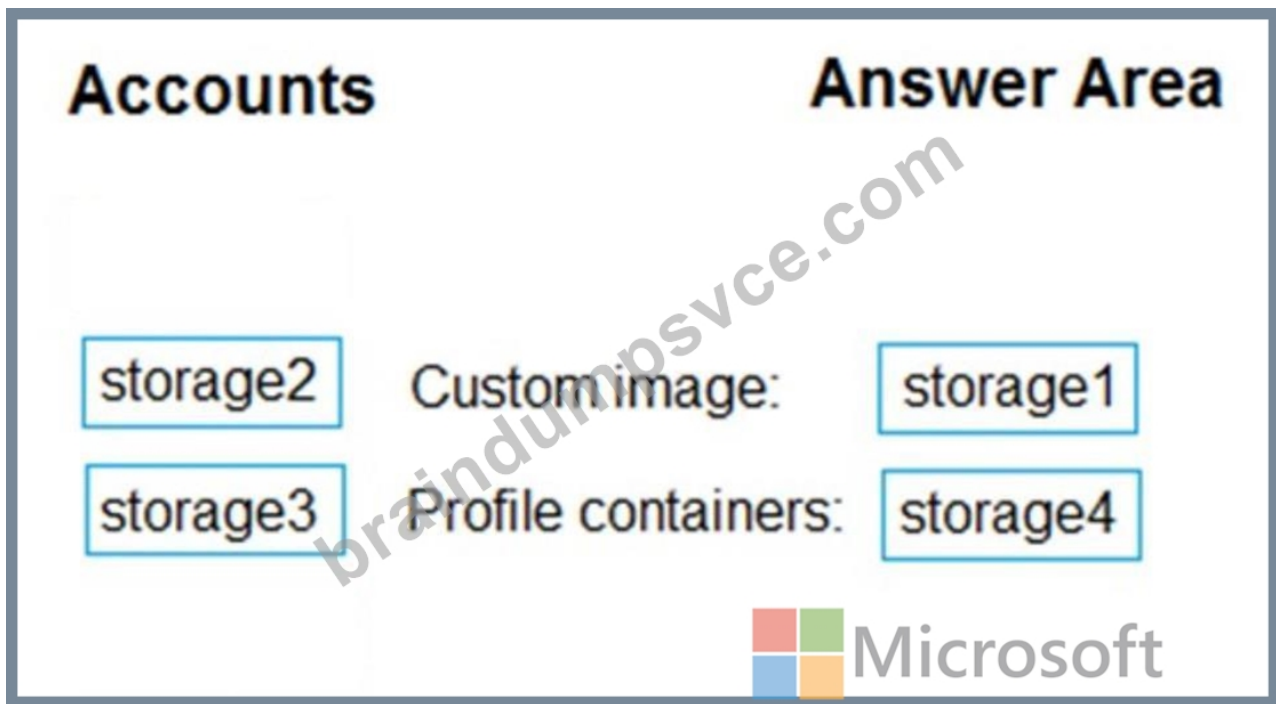 Accounts
Answer Area
storage2
Custom image:
storage1
storage3
Profile containers:
storage4
braindumpsvce.com
Microsoft